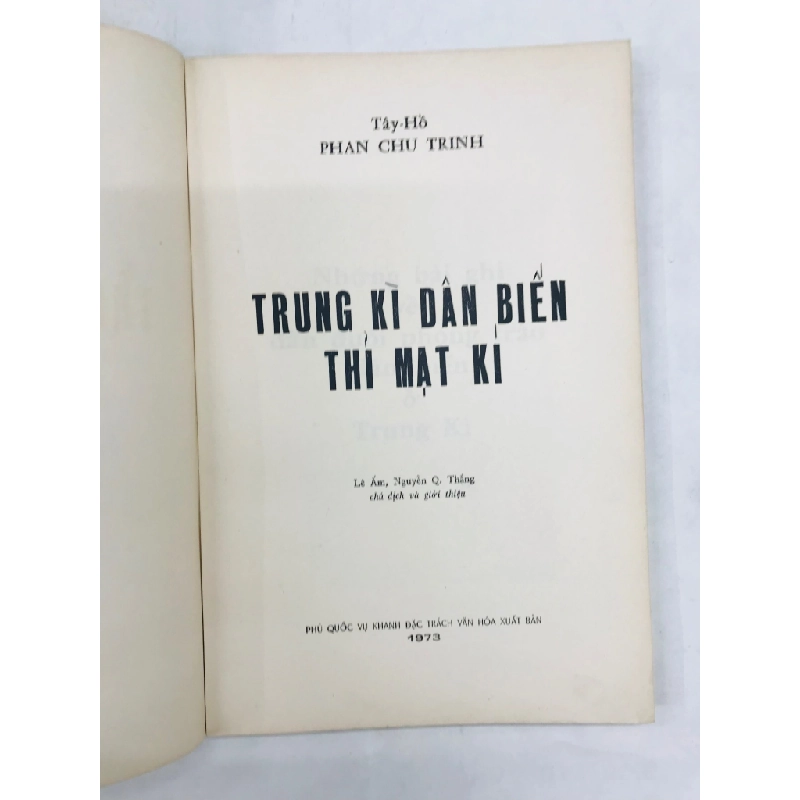 Tây-Hồ
PHAN CHU TRINH
TRUNG KÌ DÂN BIẾN
THỈ MẠT KÍ
Lê Ấm, Nguyễn Q. Thắng
chú dịch và giới thiệu
PHỦ QUỐC VỤ KHANH ĐẶC TRÁCH VĂN HÓA XUẤT BẢN
1973